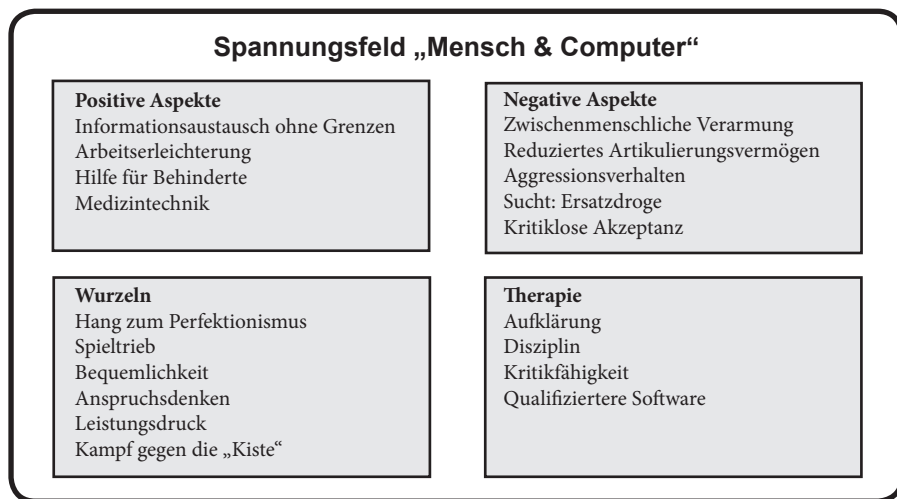 Spannungsfeld „Mensch & Computer“
Positive Aspekte
Informationsaustausch ohne Grenzen
Arbeitserleichterung
Hilfe für Behinderte
Medizintechnik
Negative Aspekte
Zwischenmenschliche Verarmung
Reduziertes Artikulierungsvermögen
Aggressionsverhalten
Sucht: Ersatzdroge
Kritiklose Akzeptanz
Wurzeln
Hang zum Perfektionismus
Spieltrieb
Bequemlichkeit
Anspruchsdenken
Leistungsdruck
Kampf gegen die „Kiste“
Therapie
Aufklärung
Disziplin
Kritikfähigkeit
Qualifiziertere Software